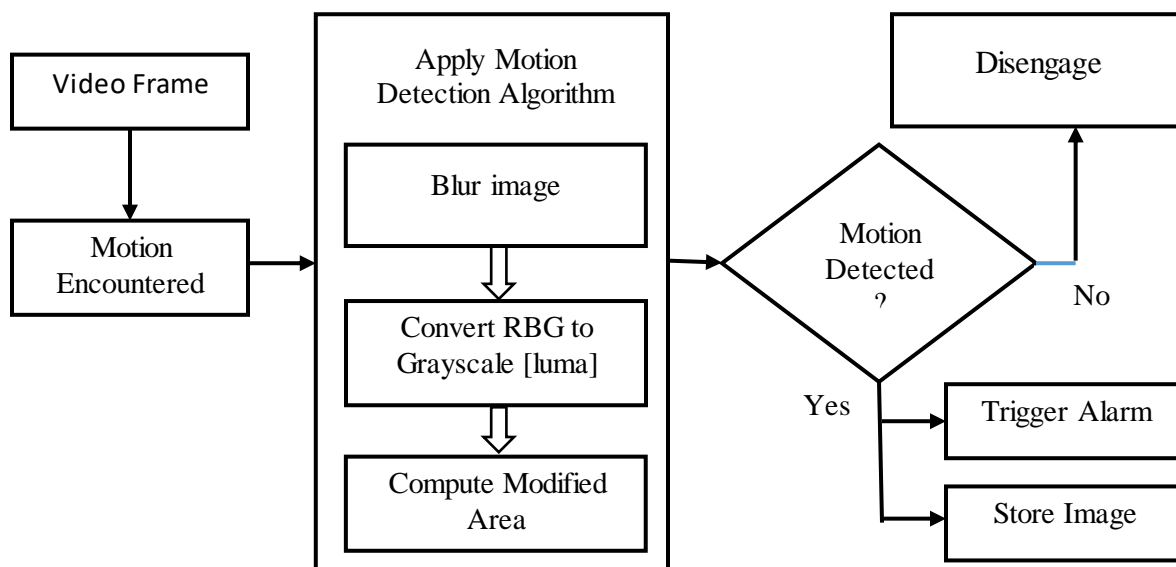 Video Frame
Motion
Encountered
Apply Motion
Detection Algorithm
Blur image
Convert RBG to
Grayscale [luma]
Compute Modified
Area
Motion
Detected
?
Disengage
No
Yes
Trigger Alarm
Store Image